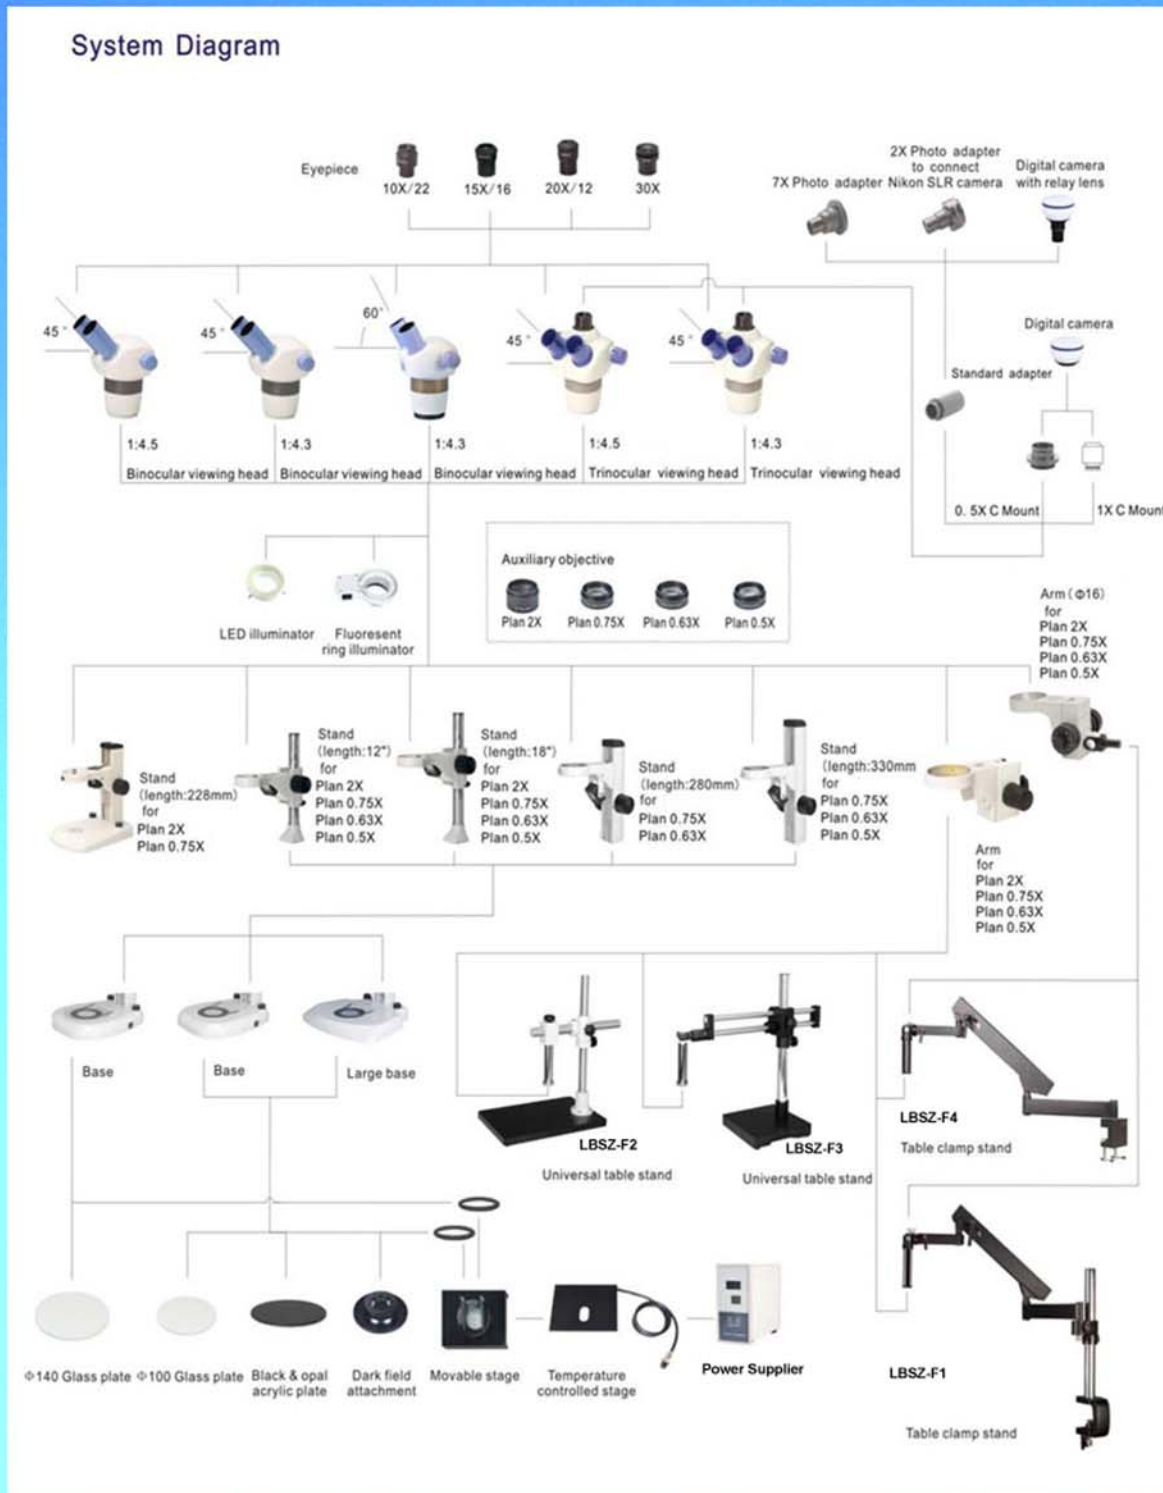 System Diagram
Eyepiece
10X/22
15X/16
20X/12
30X
2X Photo adapter
to connect
Nikon SLR camera
7X Photo adapter
Digital camera
with relay lens
45°
45°
60°
45°
45°
Digital camera
Standard adapter
1:4.5
Binocular viewing head
1:4.3
Binocular viewing head
1:4.3
Binocular viewing head
1:4.5
Trinocular viewing head
1:4.3
Trinocular viewing head
0.5X C Mount
1X C Mount
LED illuminator
Fluoresent
ring illuminator
Auxiliary objective
Plan 2X
Plan 0.75X
Plan 0.63X
Plan 0.5X
Arm (Φ16)
for
Plan 2X
Plan 0.75X
Plan 0.63X
Plan 0.5X
Stand
(length:228mm)
for
Plan 2X
Plan 0.75X
Stand
(length:12")
for
Plan 2X
Plan 0.75X
Plan 0.63X
Plan 0.5X
Stand
(length:18")
for
Plan 2X
Plan 0.75X
Plan 0.63X
Plan 0.5X
Stand
(length:280mm)
for
Plan 0.75X
Plan 0.63X
Stand
(length:330mm
for
Plan 0.75X
Plan 0.63X
Plan 0.5X
Arm
for
Plan 2X
Plan 0.75X
Plan 0.63X
Plan 0.5X
Base
Base
Large base
LBSZ-F2
Universal table stand
LBSZ-F3
Universal table stand
LBSZ-F4
Table clamp stand
Φ140 Glass plate
Φ100 Glass plate
Black & opal
acrylic plate
Dark field
attachment
Movable stage
Temperature
controlled stage
Power Supplier
LBSZ-F1
Table clamp stand